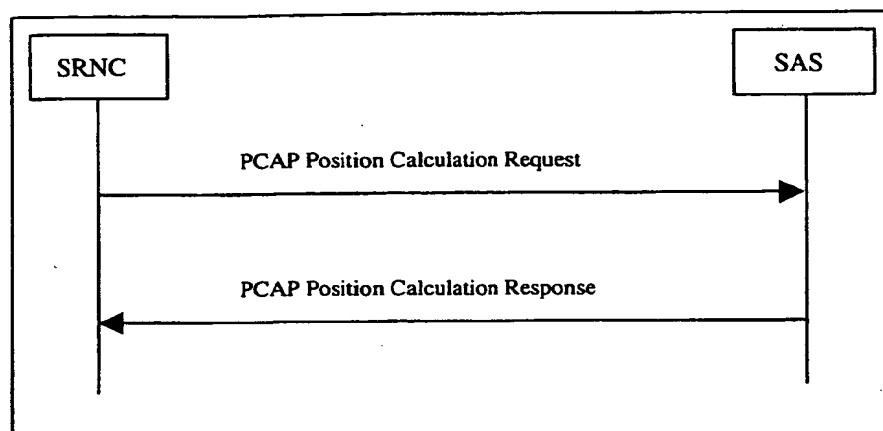 SRNC
SAS
PCAP Position Calculation Request
PCAP Position Calculation Response